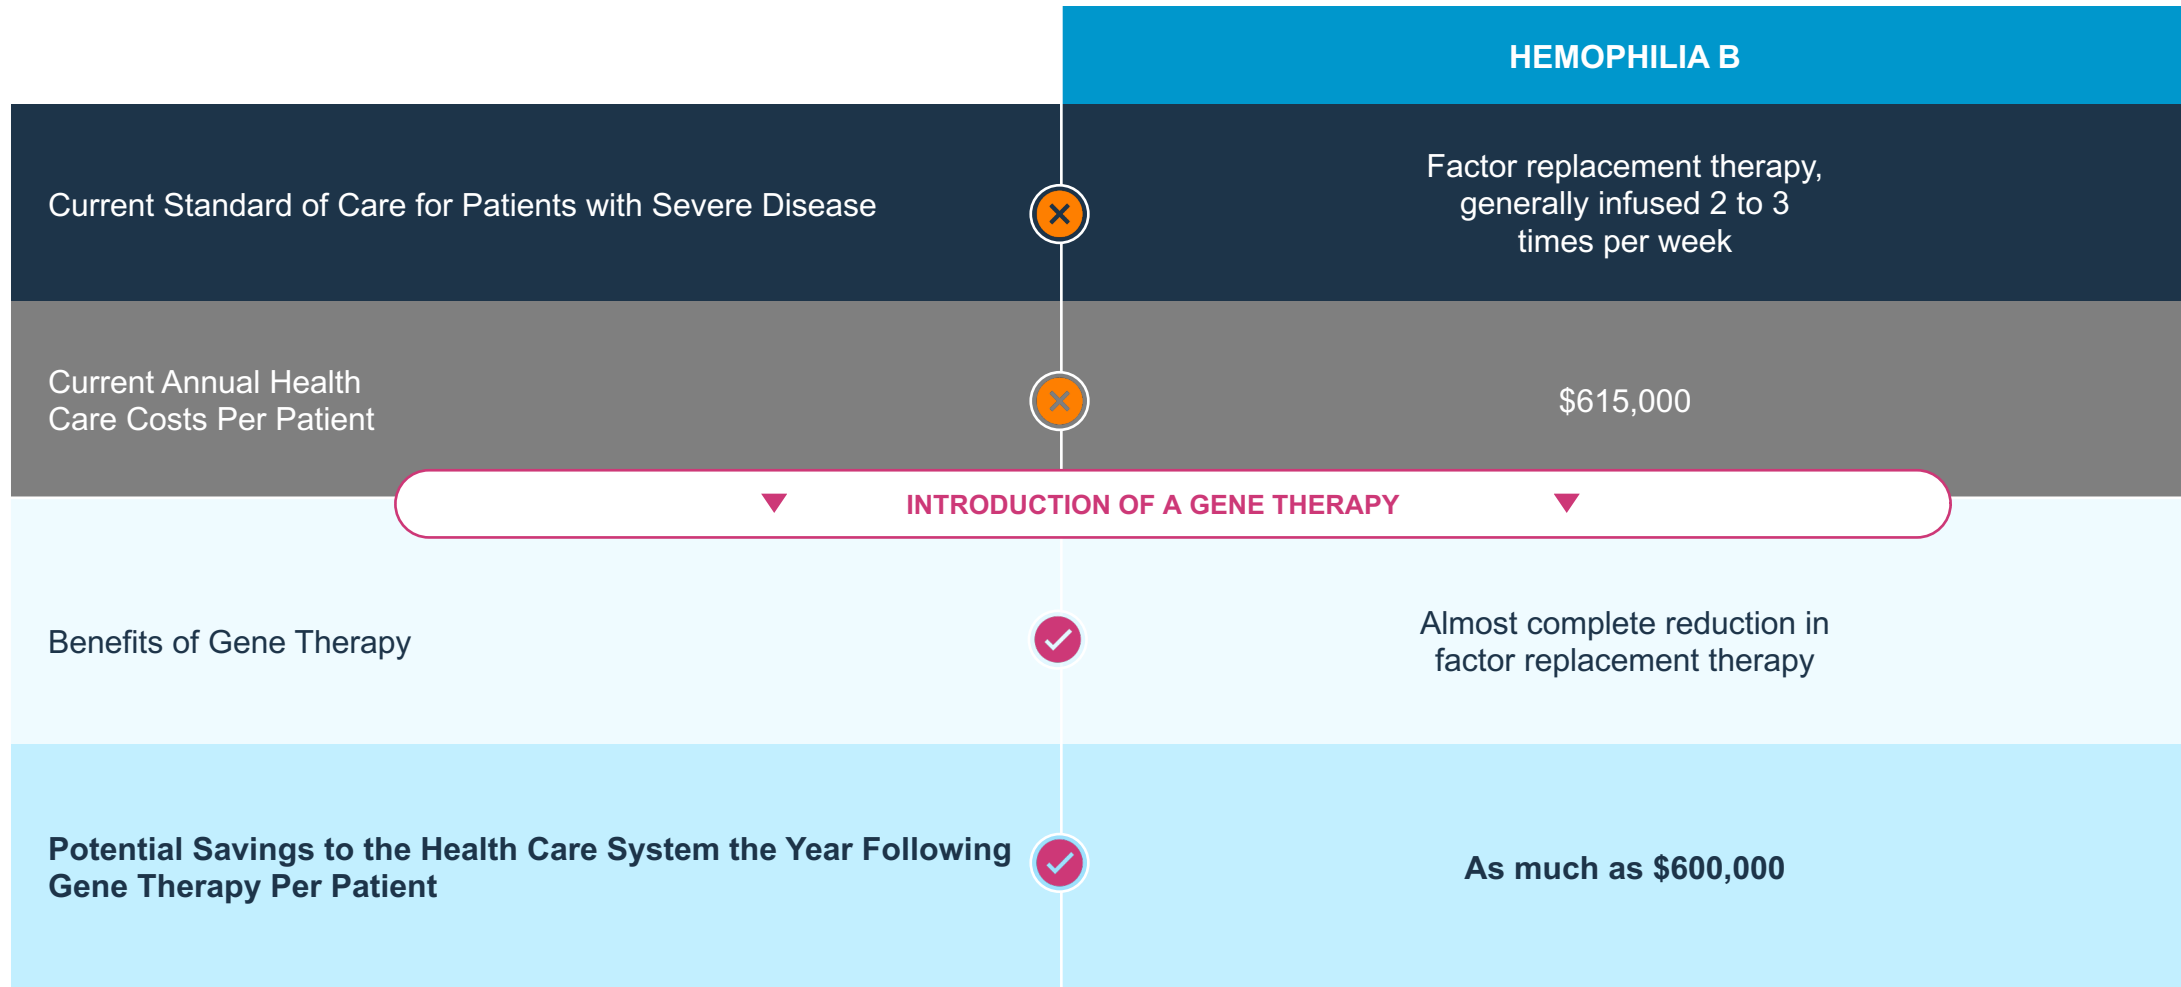 HEMOPHILIA B
Current Standard of Care for Patients with Severe Disease
Factor replacement therapy,
generally infused 2 to 3
times per week
Current Annual Health
Care Costs Per Patient
$615,000
INTRODUCTION OF A GENE THERAPY
Benefits of Gene Therapy
Almost complete reduction in
factor replacement therapy
Potential Savings to the Health Care System the Year Following
Gene Therapy Per Patient
As much as $600,000